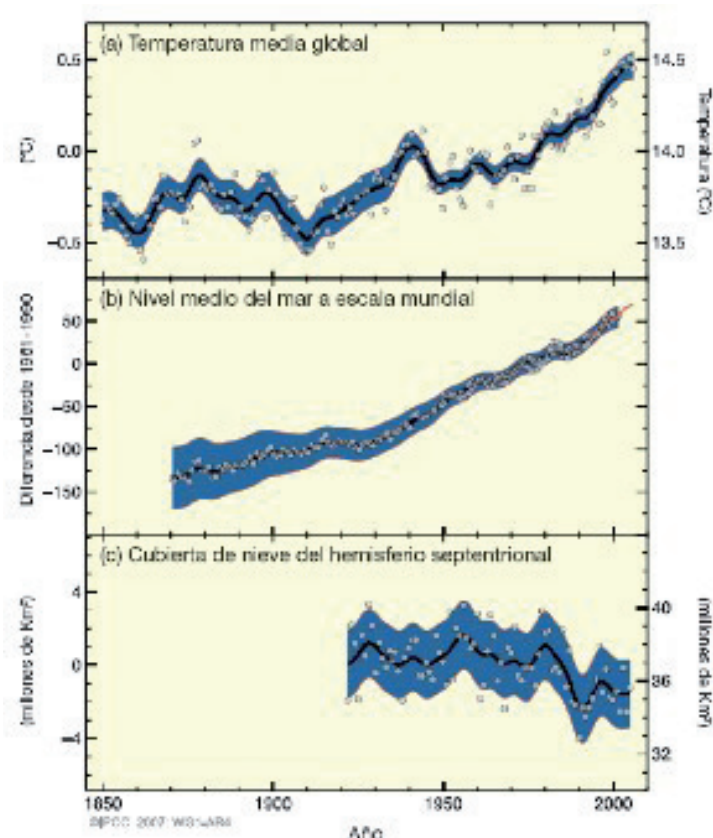 (a) Temperatura media global
0.5
0.0
−0.5
(°C)
14.5
14.0
13.5
Temperatura (°C)
(b) Nivel medio del mar a escala mundial
50
0
−50
−100
−150
Diferencia desde 1961-1990
(c) Cubierta de nieve del hemisferio septentrional
4
0
−4
(millones de Km²)
40
36
32
(millones de Km²)
1850
1900
1950
2000
©IPCC 2007: WG1-AR4
Año